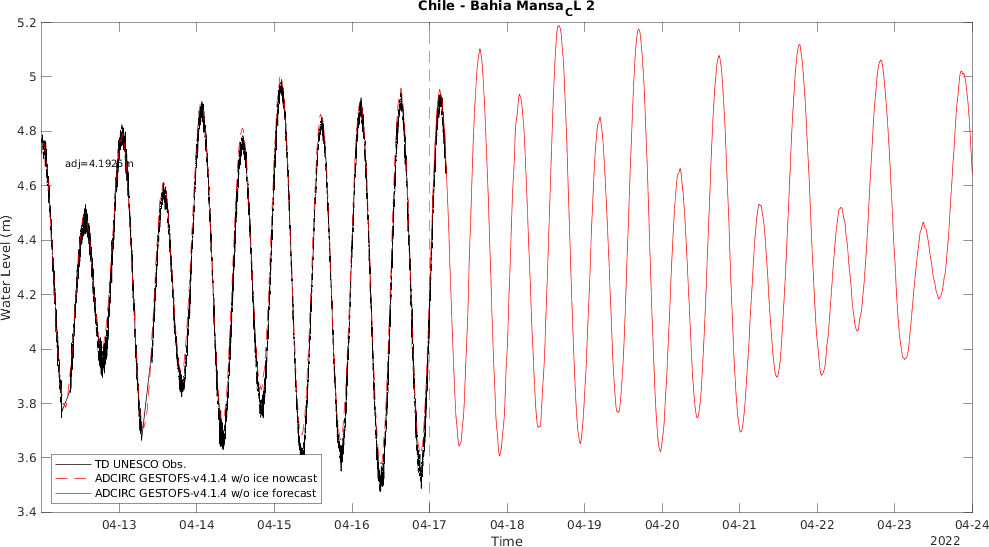 Chile - Bahia MansaCL 2
5.2
5
4.8
4.6
4.4
4.2
4
3.8
3.6
3.4
Water Level (m)
adj=4.1925 m
TD UNESCO Obs.
ADCIRC GESTOFS-v4.1.4 w/o ice nowcast
ADCIRC GESTOFS-v4.1.4 w/o ice forecast
04-13 04-14 04-15 04-16 04-17 04-18 04-19 04-20 04-21 04-22 04-23 04-24
Time
2022